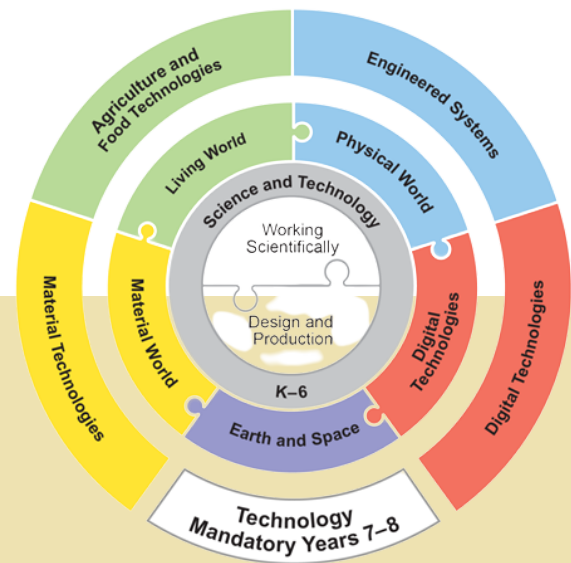 Agriculture and
Food Technologies
Engineered Systems
Living World
Physical World
Science and Technology
Working
Scientifically
Design and
Production
Material Technologies
Material World
Digital
Technologies
Digital Technologies
K–6
Earth and Space
Technology
Mandatory Years 7–8